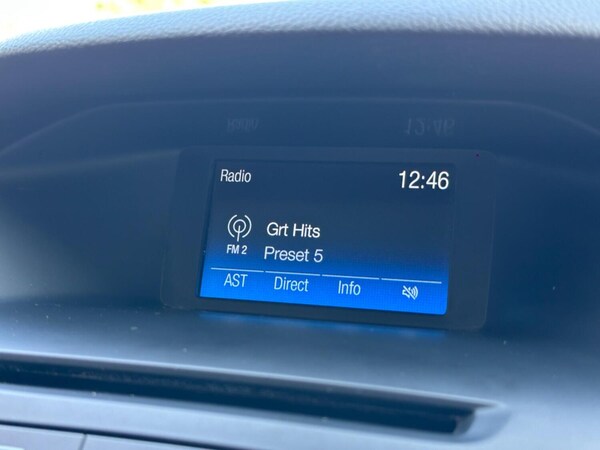 Radio 12:46
Grt Hits
FM 2 Preset 5
AST Direct Info